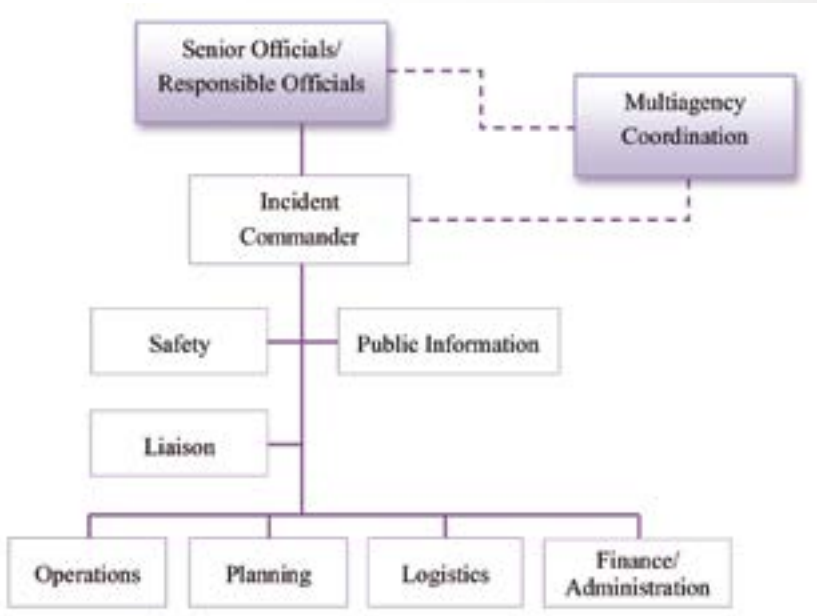 Senior Officials/
Responsible Officials
Multiagency
Coordination
Incident
Commander
Safety
Public Information
Liaison
Operations
Planning
Logistics
Finance/
Administration